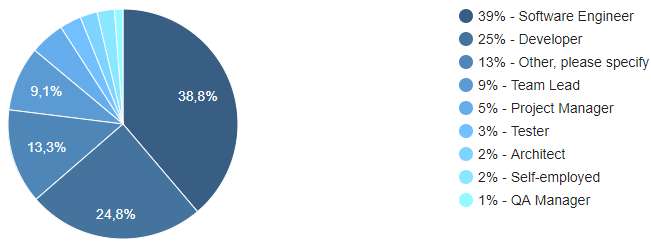 38,8%
24,8%
13,3%
9,1%
39% - Software Engineer
25% - Developer
13% - Other, please specify
9% - Team Lead
5% - Project Manager
3% - Tester
2% - Architect
2% - Self-employed
1% - QA Manager